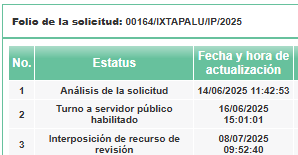 Folio de la solicitud: 00164/IXTAPALU/IP/2025
No. Estatus Fecha y hora de actualización
1 Análisis de la solicitud 14/06/2025 11:42:53
2 Turno a servidor público habilitado 16/06/2025 15:01:01
3 Interposición de recurso de revisión 08/07/2025 09:52:40